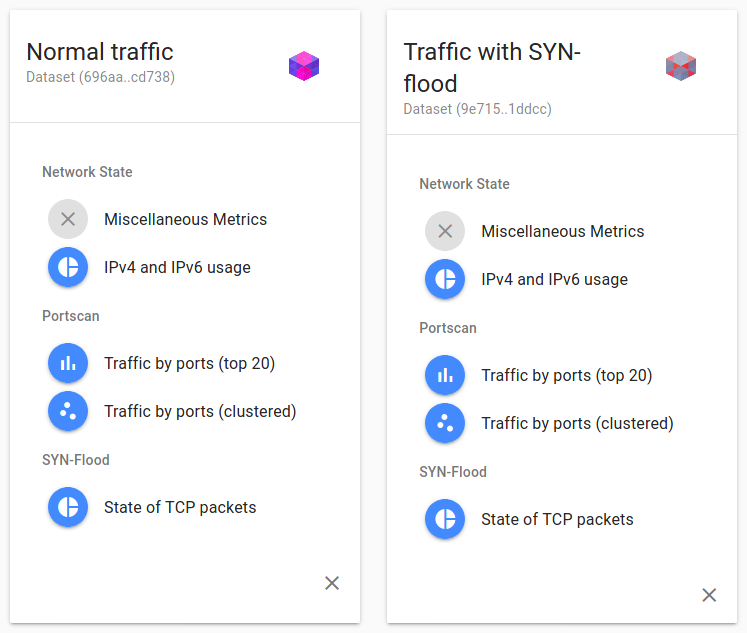 Normal traffic
Dataset (696aa..cd738)
Network State
Miscellaneous Metrics
IPv4 and IPv6 usage
Portscan
Traffic by ports (top 20)
Traffic by ports (clustered)
SYN-Flood
State of TCP packets
Traffic with SYN-
flood
Dataset (9e715..1ddcc)
Network State
Miscellaneous Metrics
IPv4 and IPv6 usage
Portscan
Traffic by ports (top 20)
Traffic by ports (clustered)
SYN-Flood
State of TCP packets